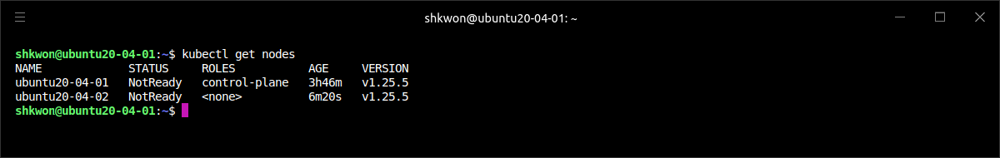 shkwon@ubuntu20-04-01: ~
shkwon@ubuntu20-04-01:~$ kubectl get nodes
NAME             STATUS     ROLES           AGE     VERSION
ubuntu20-04-01   NotReady   control-plane   3h46m   v1.25.5
ubuntu20-04-02   NotReady   <none>          6m20s   v1.25.5
shkwon@ubuntu20-04-01:~$